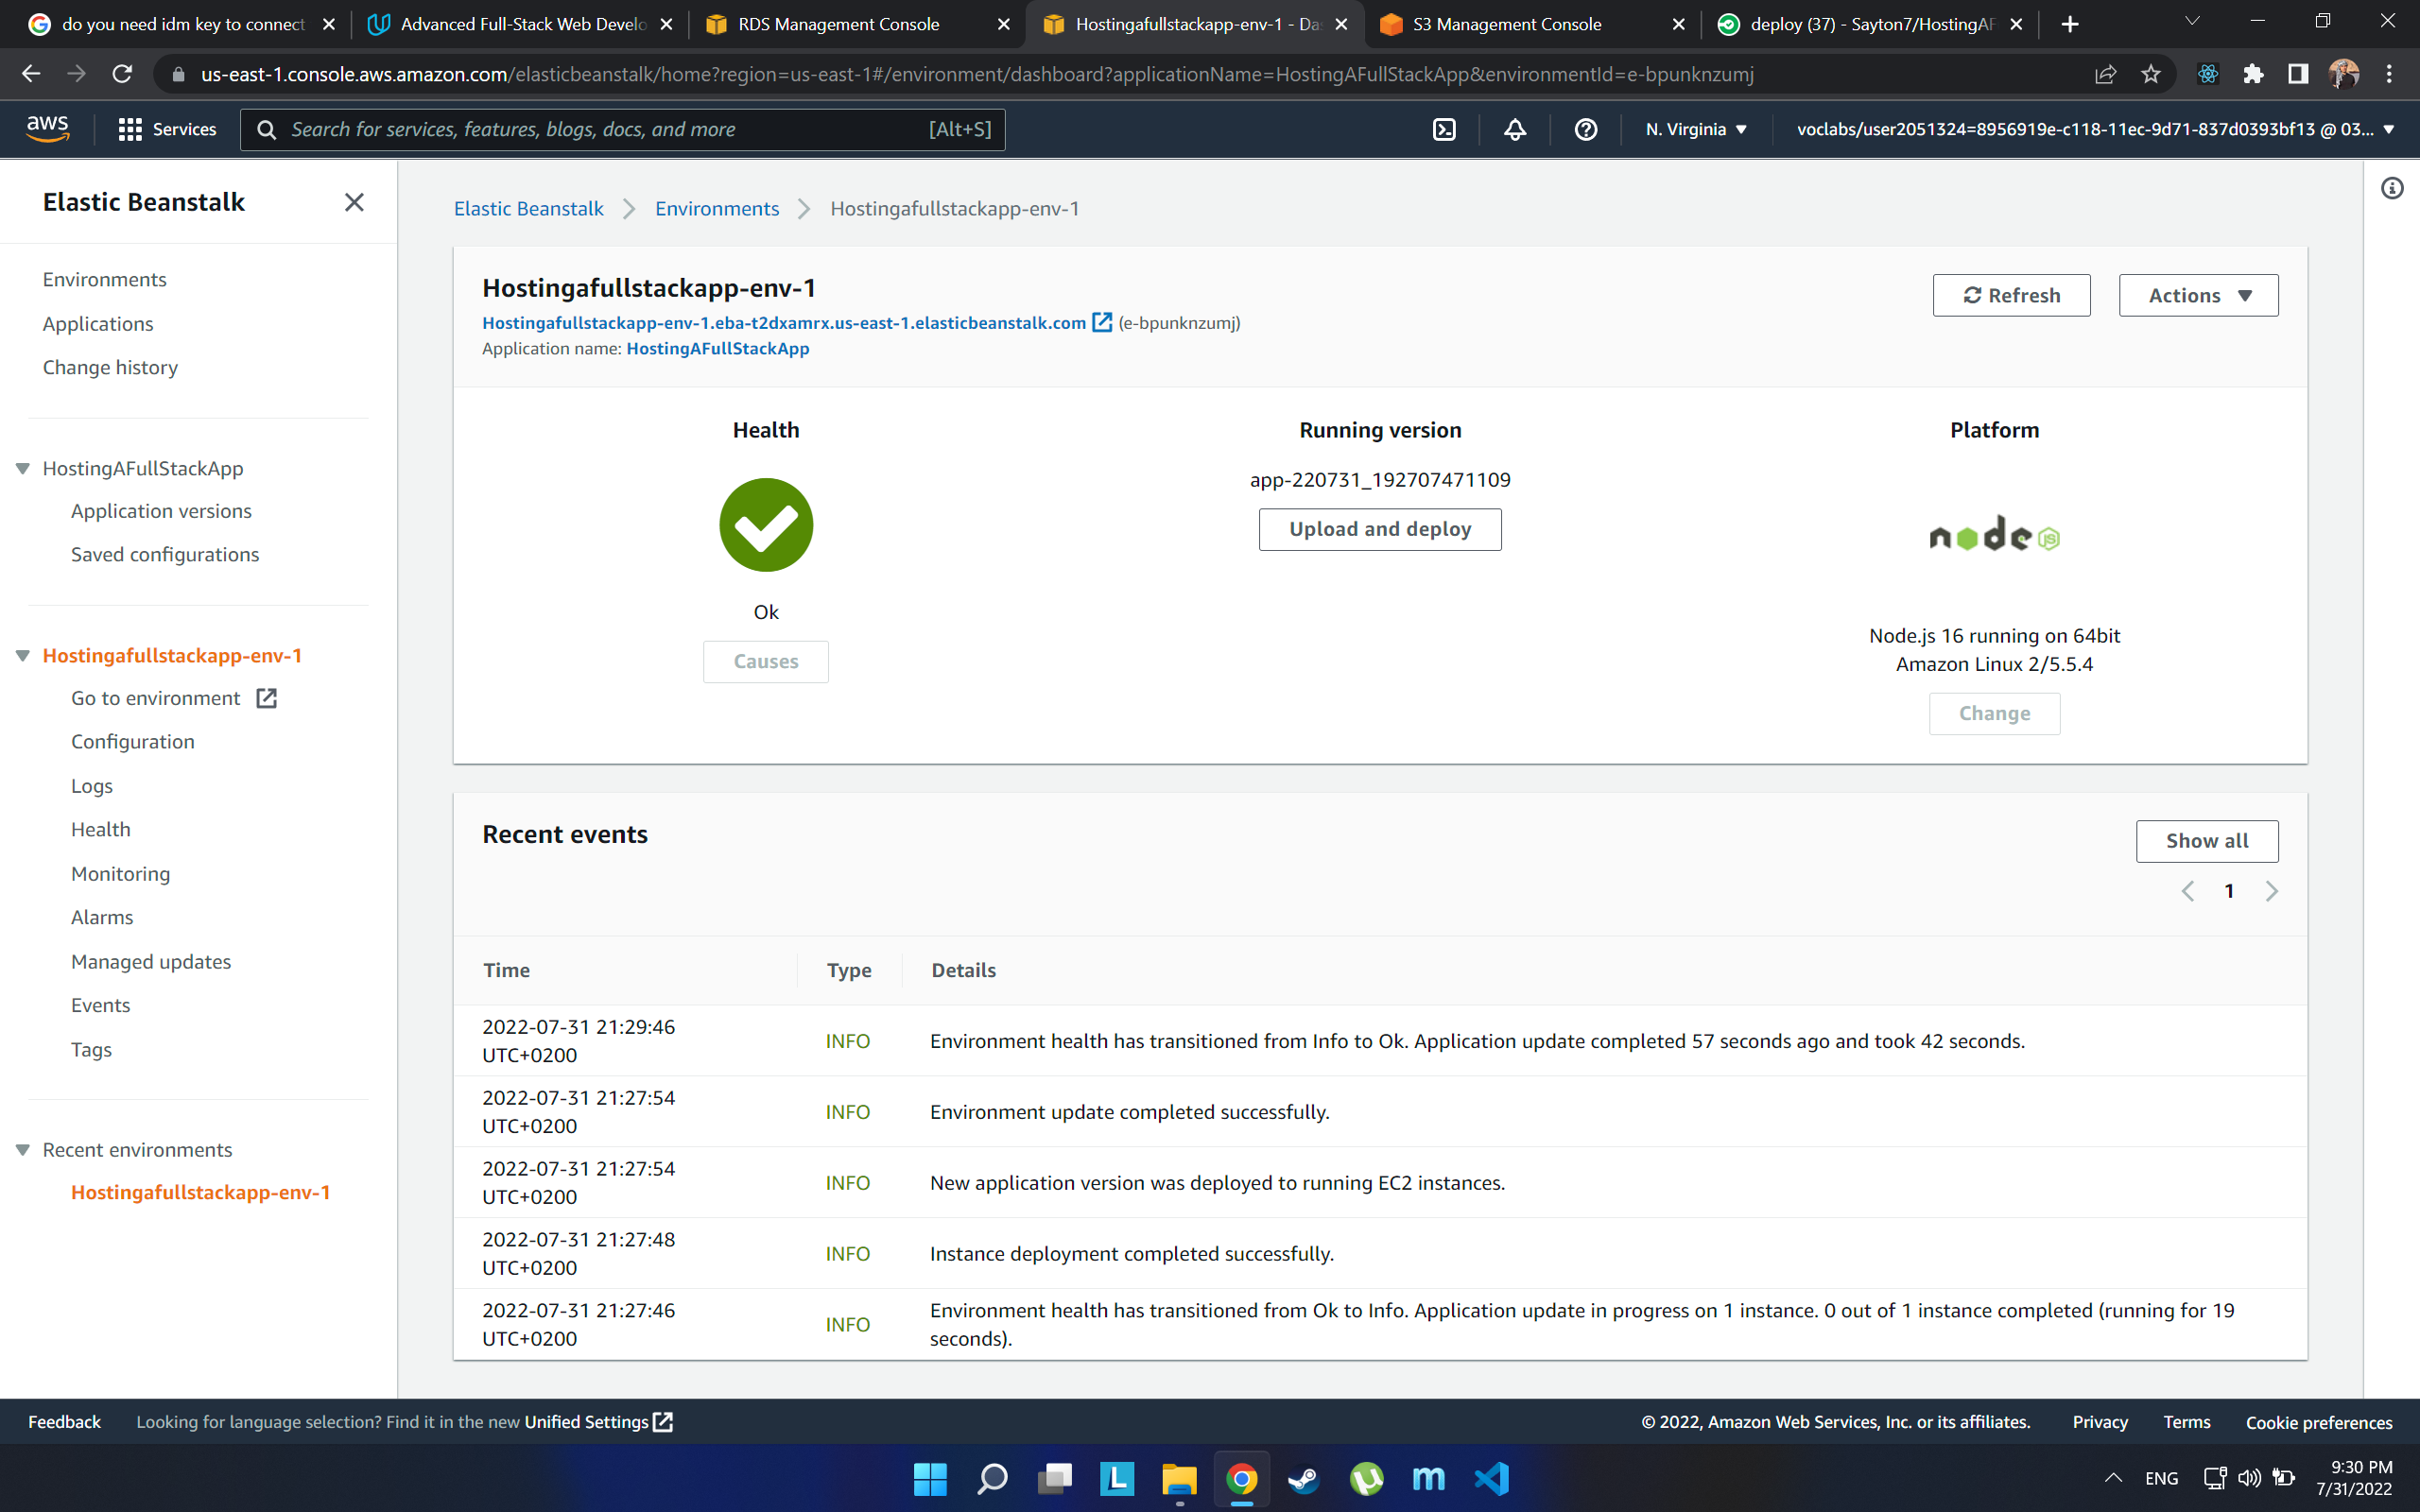 do you need idm key to connect
Advanced Full-Stack Web Develo
RDS Management Console
Hostingafullstackapp-env-1 - Da
S3 Management Console
deploy (37) - Sayton7/HostingAF
us-east-1.console.aws.amazon.com/elasticbeanstalk/home?region=us-east-1#/environment/dashboard?applicationName=HostingAFullStackApp&environmentId=e-bpunknzumj
aws
Services
Search for services, features, blogs, docs, and more
[Alt+S]
N. Virginia
voclabs/user2051324=8956919e-c118-11ec-9d71-837d0393bf13 @ 03...
Elastic Beanstalk
Environments
Applications
Change history
HostingAFullStackApp
Application versions
Saved configurations
Hostingafullstackapp-env-1
Go to environment
Configuration
Logs
Health
Monitoring
Alarms
Managed updates
Events
Tags
Recent environments
Hostingafullstackapp-env-1
Elastic Beanstalk
Environments
Hostingafullstackapp-env-1
Hostingafullstackapp-env-1
Hostingafullstackapp-env-1.eba-t2dxamrx.us-east-1.elasticbeanstalk.com (e-bpunknzumj)
Application name: HostingAFullStackApp
Refresh
Actions
Health
Ok
Causes
Running version
app-220731_192707471109
Upload and deploy
Platform
node
JS
Node.js 16 running on 64bit
Amazon Linux 2/5.5.4
Change
Recent events
Show all
1
Time
Type
Details
2022-07-31 21:29:46
UTC+0200
INFO
Environment health has transitioned from Info to Ok. Application update completed 57 seconds ago and took 42 seconds.
2022-07-31 21:27:54
UTC+0200
INFO
Environment update completed successfully.
2022-07-31 21:27:54
UTC+0200
INFO
New application version was deployed to running EC2 instances.
2022-07-31 21:27:48
UTC+0200
INFO
Instance deployment completed successfully.
2022-07-31 21:27:46
UTC+0200
INFO
Environment health has transitioned from Ok to Info. Application update in progress on 1 instance. 0 out of 1 instance completed (running for 19
seconds).
Feedback
Looking for language selection? Find it in the new Unified Settings
© 2022, Amazon Web Services, Inc. or its affiliates.
Privacy
Terms
Cookie preferences
L
m
ENG
9:30 PM
7/31/2022